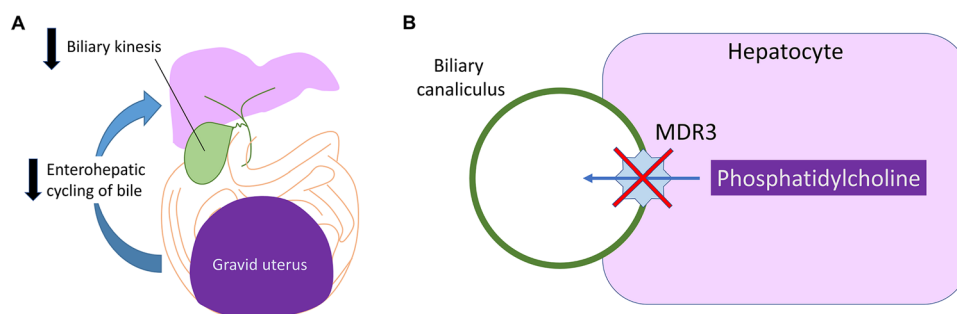 A
Biliary kinesis
Enterohepatic
cycling of bile
Gravid uterus
B
Hepatocyte
Biliary
canaliculus
MDR3
Phosphatidylcholine